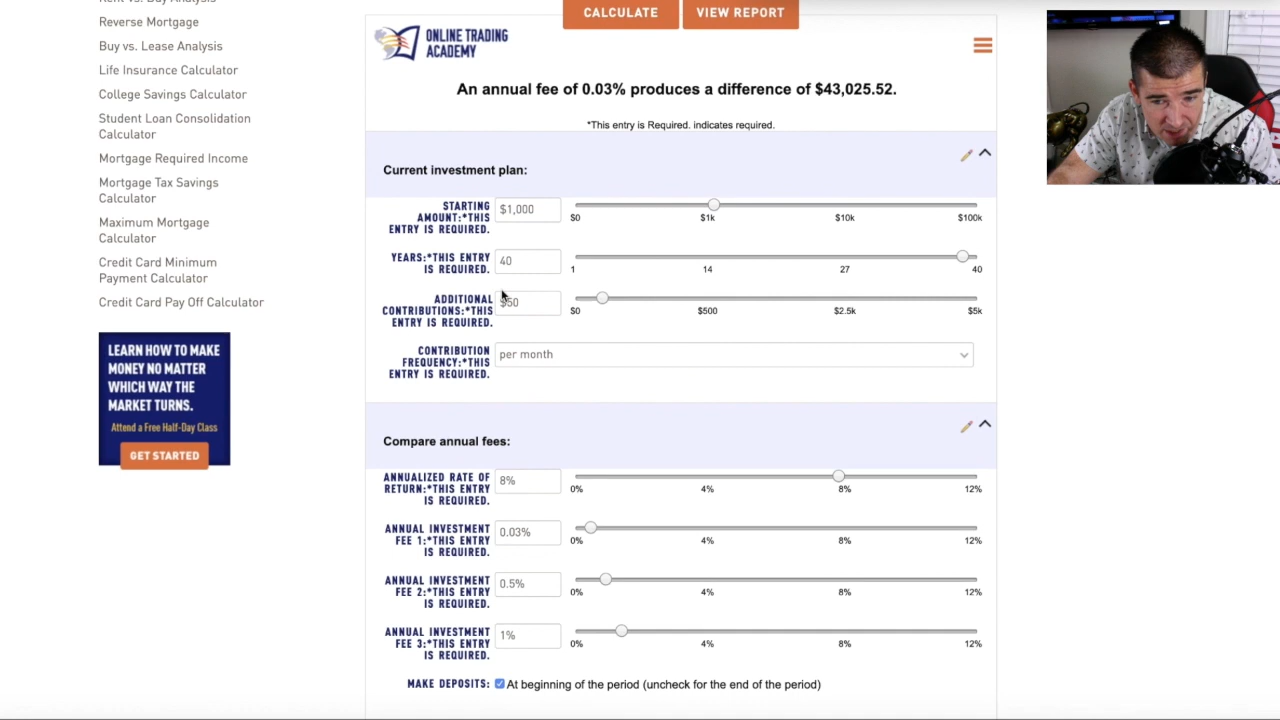 Reverse Mortgage
Buy vs. Lease Analysis
Life Insurance Calculator
College Savings Calculator
Student Loan Consolidation
Calculator
Mortgage Required Income
Mortgage Tax Savings
Calculator
Maximum Mortgage
Calculator
Credit Card Minimum
Payment Calculator
Credit Card Pay Off Calculator
LEARN HOW TO MAKE
MONEY NO MATTER
WHICH WAY THE
MARKET TURNS.
Attend a Free Half-Day Class
GET STARTED
CALCULATE
VIEW REPORT
ONLINE TRADING
ACADEMY
An annual fee of 0.03% produces a difference of $43,025.52.
*This entry is Required. indicates required.
Current investment plan:
STARTING
AMOUNT:*THIS
ENTRY IS REQUIRED.
$1,000
$0 $1k $10k $100k
YEARS:*THIS ENTRY
IS REQUIRED.
40
1 14 27 40
ADDITIONAL
CONTRIBUTIONS:*THIS
ENTRY IS REQUIRED.
$50
$0 $500 $2.5k $5k
CONTRIBUTION
FREQUENCY:*THIS
ENTRY IS REQUIRED.
per month
Compare annual fees:
ANNUALIZED RATE OF
RETURN:*THIS ENTRY
IS REQUIRED.
8%
0% 4% 8% 12%
ANNUAL INVESTMENT
FEE 1:*THIS ENTRY
IS REQUIRED.
0.03%
0% 4% 8% 12%
ANNUAL INVESTMENT
FEE 2:*THIS ENTRY
IS REQUIRED.
0.5%
0% 4% 8% 12%
ANNUAL INVESTMENT
FEE 3:*THIS ENTRY
IS REQUIRED.
1%
0% 4% 8% 12%
MAKE DEPOSITS: At beginning of the period (uncheck for the end of the period)